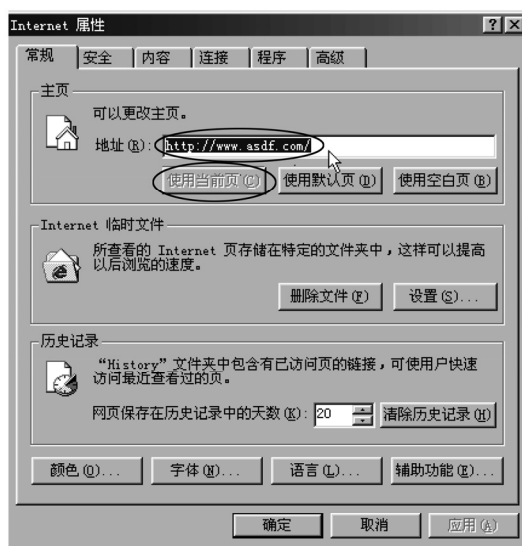 Internet 属性
常规 安全 内容 连接 程序 高级
主页
可以更改主页。
地址(R): http://www.asdf.com/
使用当前页(C) 使用默认页(D) 使用空白页(B)
Internet 临时文件
所查看的 Internet 页存储在特定的文件夹中，这样可以提高
以后浏览的速度。
删除文件(F) 设置(S)...
历史记录
“History”文件夹中包含有已访问页的链接，可使用户快速
访问最近查看过的页。
网页保存在历史记录中的天数(K): 20 清除历史记录(H)
颜色(O)... 字体(N)... 语言(L)... 辅助功能(E)...
确定 取消 应用(A)